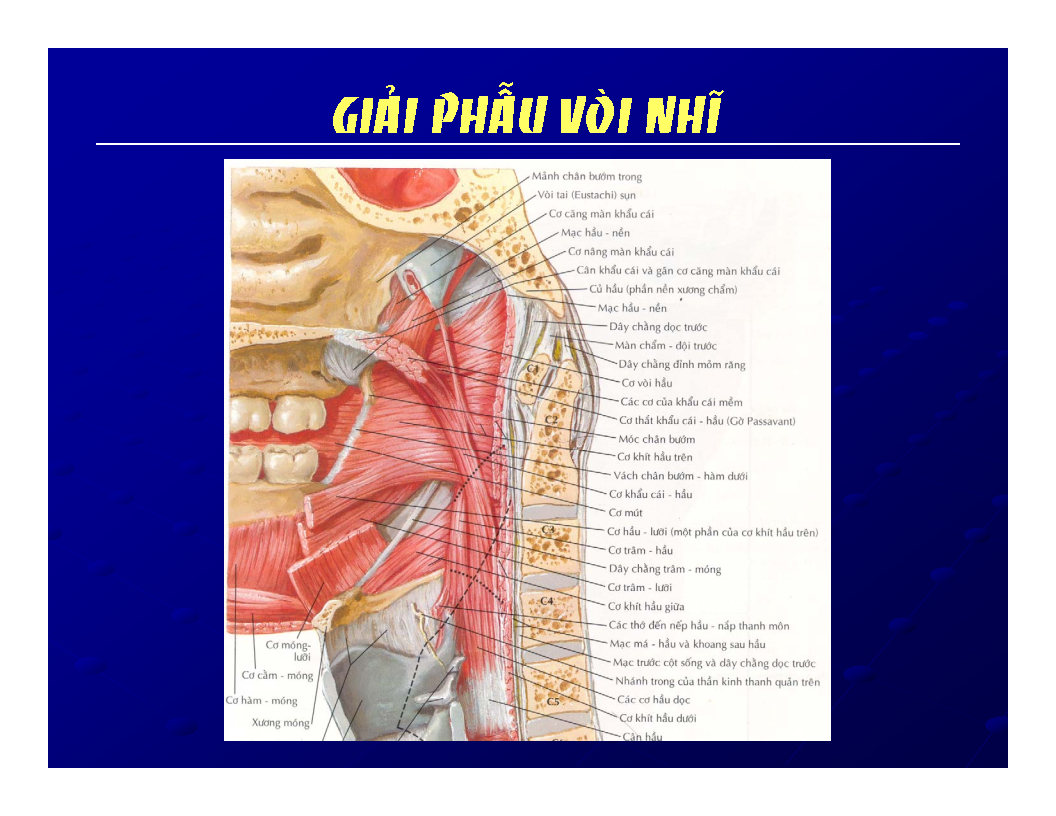 GIẢI PHẪU VÒI NHĨ
Mảnh chân bướm trong
Vòi tai (Eustachi) sụn
Cơ căng màn khẩu cái
Mạc hầu - nền
Cơ nâng màn khẩu cái
Cân khẩu cái và gân cơ căng màn khẩu cái
Củ hầu (phần nền xương chẩm)
Mạc hầu - nền
Dây chằng dọc trước
Màn chẩm - đội trước
Dây chằng đỉnh mỏm răng
Cơ vòi hầu
Các cơ của khẩu cái mềm
Cơ thắt khẩu cái - hầu (Gờ Passavant)
Móc chân bướm
Cơ khít hầu trên
Vách chân bướm - hàm dưới
Cơ khẩu cái - hầu
Cơ mút
Cơ hầu - lưỡi (một phần của cơ khít hầu trên)
Cơ trâm - hầu
Dây chằng trâm - móng
Cơ trâm - lưỡi
Cơ khít hầu giữa
Các thớ đến nếp hầu - nắp thanh môn
Mạc má - hầu và khoang sau hầu
Mạc trước cột sống và dây chằng dọc trước
Nhánh trong của thần kinh thanh quản trên
Các cơ hầu dọc
Cơ khít hầu dưới
Cân hầu
C1
C2
C3
C4
C5
Cơ móng-
lưỡi
Cơ cằm - móng
Cơ hàm - móng
Xương móng